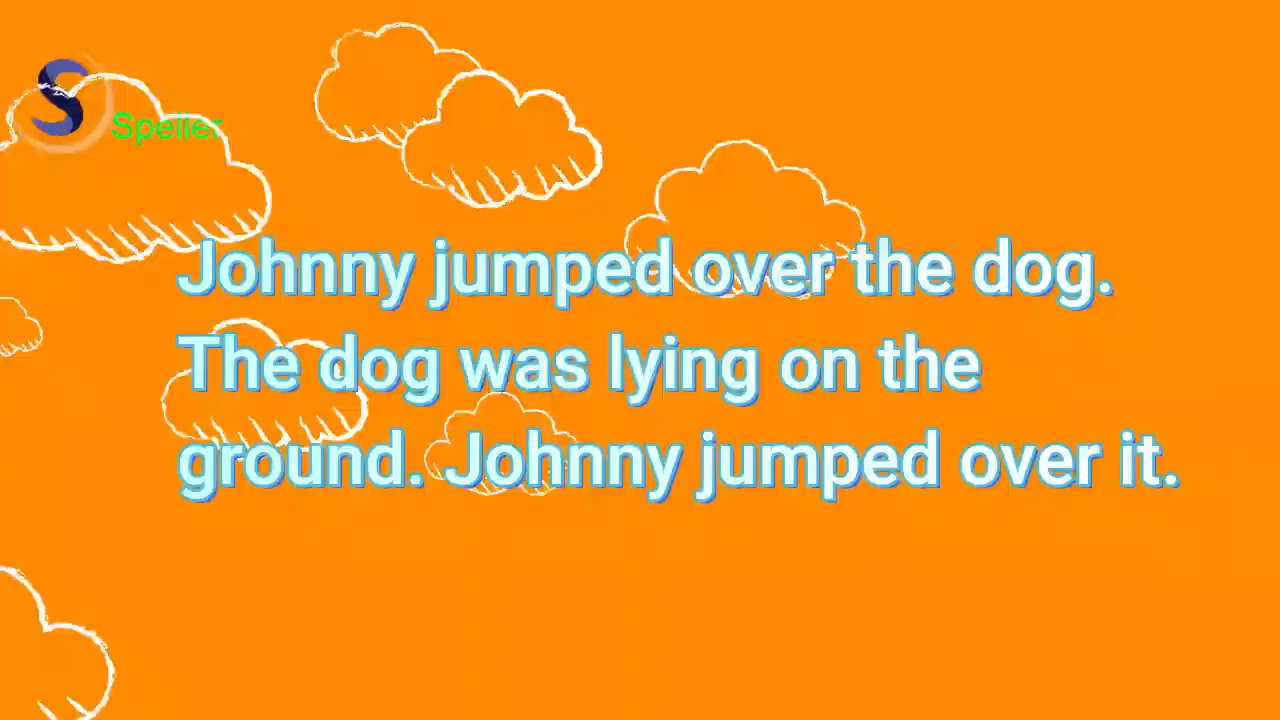 Speller
Johnny jumped over the dog.
The dog was lying on the
ground. Johnny jumped over it.